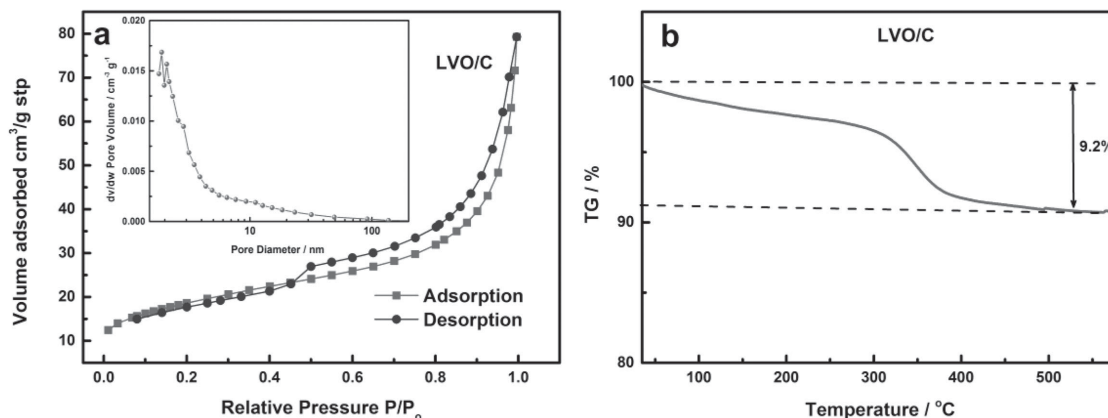 a
LVO/C
Volume adsorbed cm³/g stp
80
70
60
50
40
30
20
10
0.0
0.2
0.4
0.6
0.8
1.0
Relative Pressure P/Pₒ
Adsorption
Desorption
dv/dw Pore Volume / cm⁻³ g⁻¹
0.020
0.015
0.010
0.005
0.000
10
100
Pore Diameter / nm
b
LVO/C
TG / %
100
90
80
9.2%
100
200
300
400
500
Temperature / °C